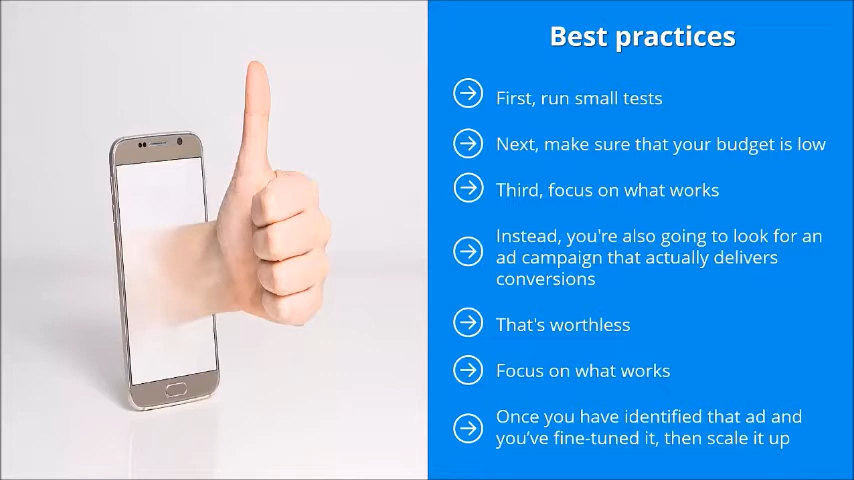 Best practices
First, run small tests
Next, make sure that your budget is low
Third, focus on what works
Instead, you're also going to look for an
ad campaign that actually delivers
conversions
That's worthless
Focus on what works
Once you have identified that ad and
you’ve fine-tuned it, then scale it up